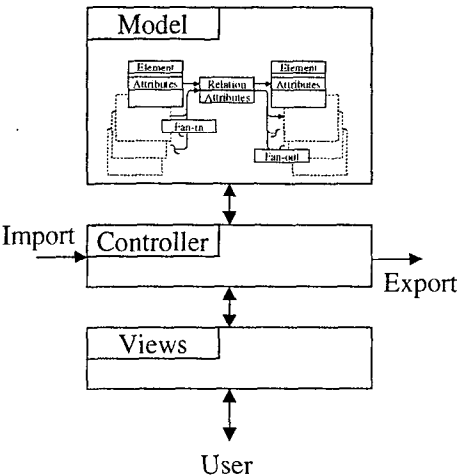 Model
Element
Element
Attributes
Relation
Attributes
Attributes
Fan-in
Fan-out
Import
Controller
Export
Views
User